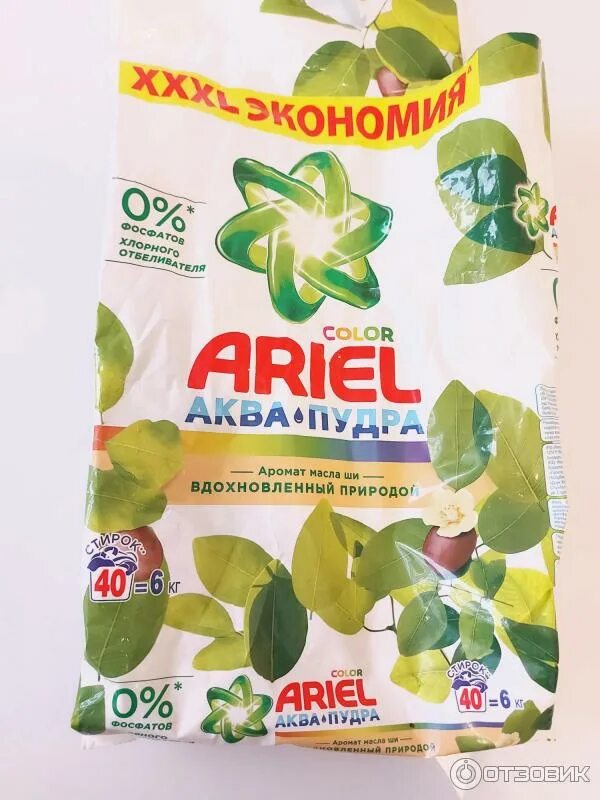 XXXL ЭКОНОМИЯ*
0%*
ФОСФАТОВ
ХЛОРНОГО
ОТБЕЛИВАТЕЛЯ
COLOR
ARIEL
АКВА ПУДРА
Аромат масла ши
ВДОХНОВЛЕННЫЙ ПРИРОДОЙ
СТИРОК**
40 = 6 кг
0%*
ФОСФАТОВ
COLOR
ARIEL
АКВА ПУДРА
Аромат масла ши
ВДОХНОВЛЕННЫЙ ПРИРОДОЙ
СТИРОК**
40 = 6 кг
ОТЗОВИК